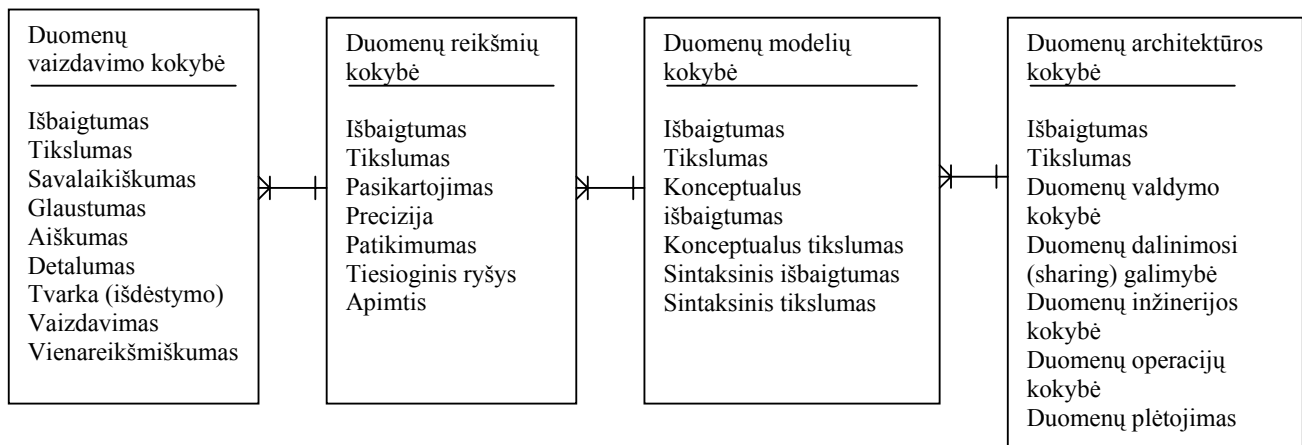 Duomenų
vaizdavimo kokybė
Išbaigtumas
Tikslumas
Savalaikiškumas
Glaustumas
Aiškumas
Detalumas
Tvarka (išdėstymo)
Vaizdavimas
Vienareikšmiškumas
Duomenų reikšmių
kokybė
Išbaigtumas
Tikslumas
Pasikartojimas
Precizija
Patikimumas
Tiesioginis ryšys
Apimtis
Duomenų modelių
kokybė
Išbaigtumas
Tikslumas
Konceptualus
išbaigtumas
Konceptualus tikslumas
Sintaksinis išbaigtumas
Sintaksinis tikslumas
Duomenų architektūros
kokybė
Išbaigtumas
Tikslumas
Duomenų valdymo
kokybė
Duomenų dalinimosi
(sharing) galimybė
Duomenų inžinerijos
kokybė
Duomenų operacijų
kokybė
Duomenų plėtojimas